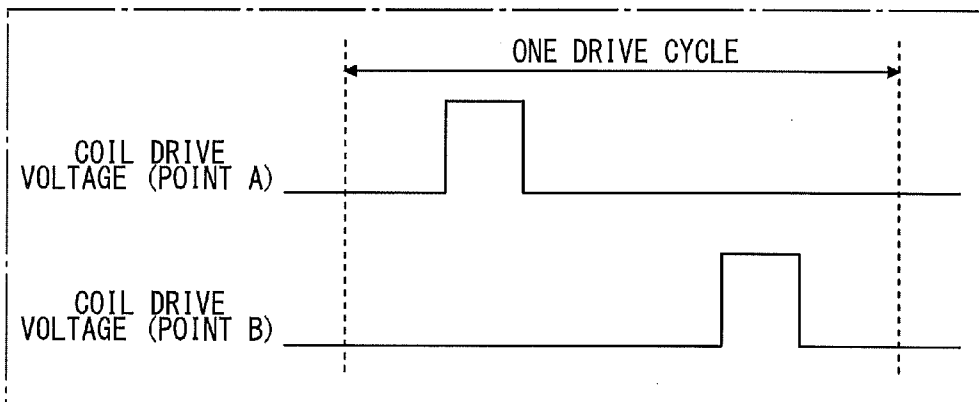 ONE DRIVE CYCLE
COIL DRIVE
VOLTAGE (POINT A)
COIL DRIVE
VOLTAGE (POINT B)